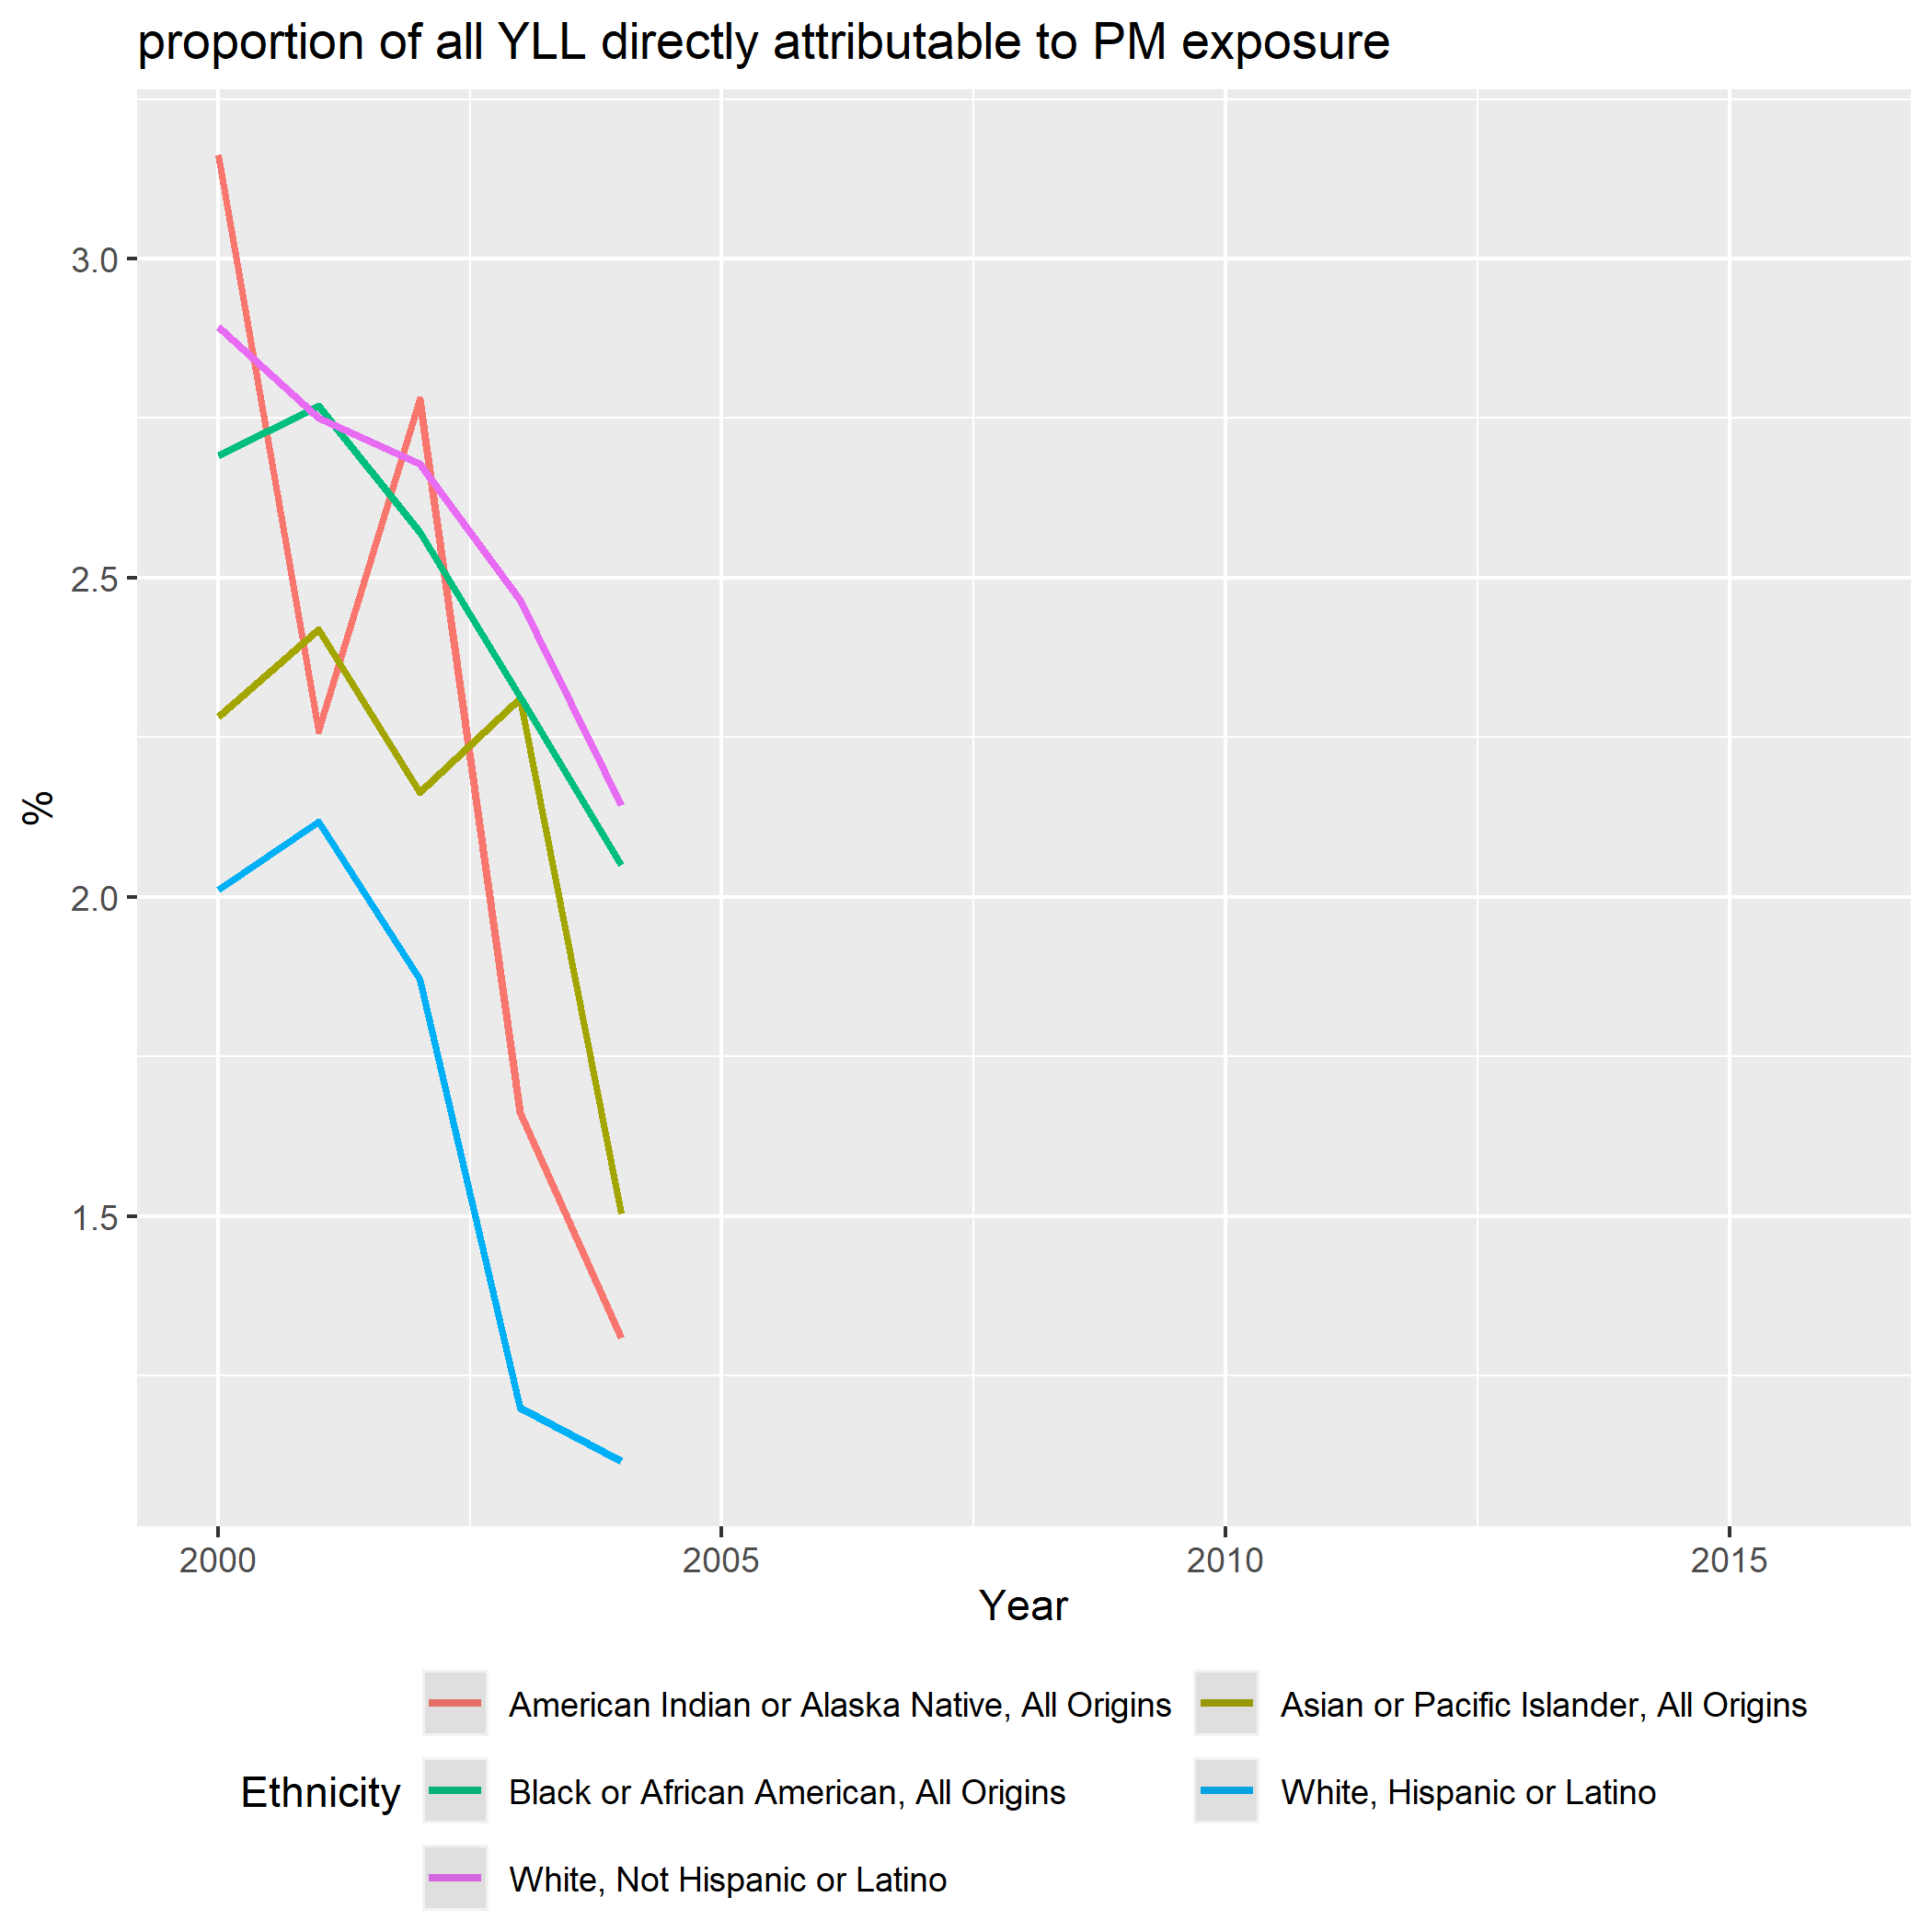 proportion of all YLL directly attributable to PM exposure
3.0
2.5
2.0
1.5
%
2000 2005 2010 2015
Year
Ethnicity
American Indian or Alaska Native, All Origins
Asian or Pacific Islander, All Origins
Black or African American, All Origins
White, Hispanic or Latino
White, Not Hispanic or Latino